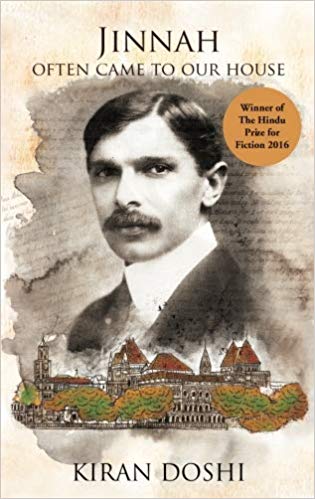 JINNAH
OFTEN CAME TO OUR HOUSE
Winner of
The Hindu
Prize for
Fiction 2016
KIRAN DOSHI